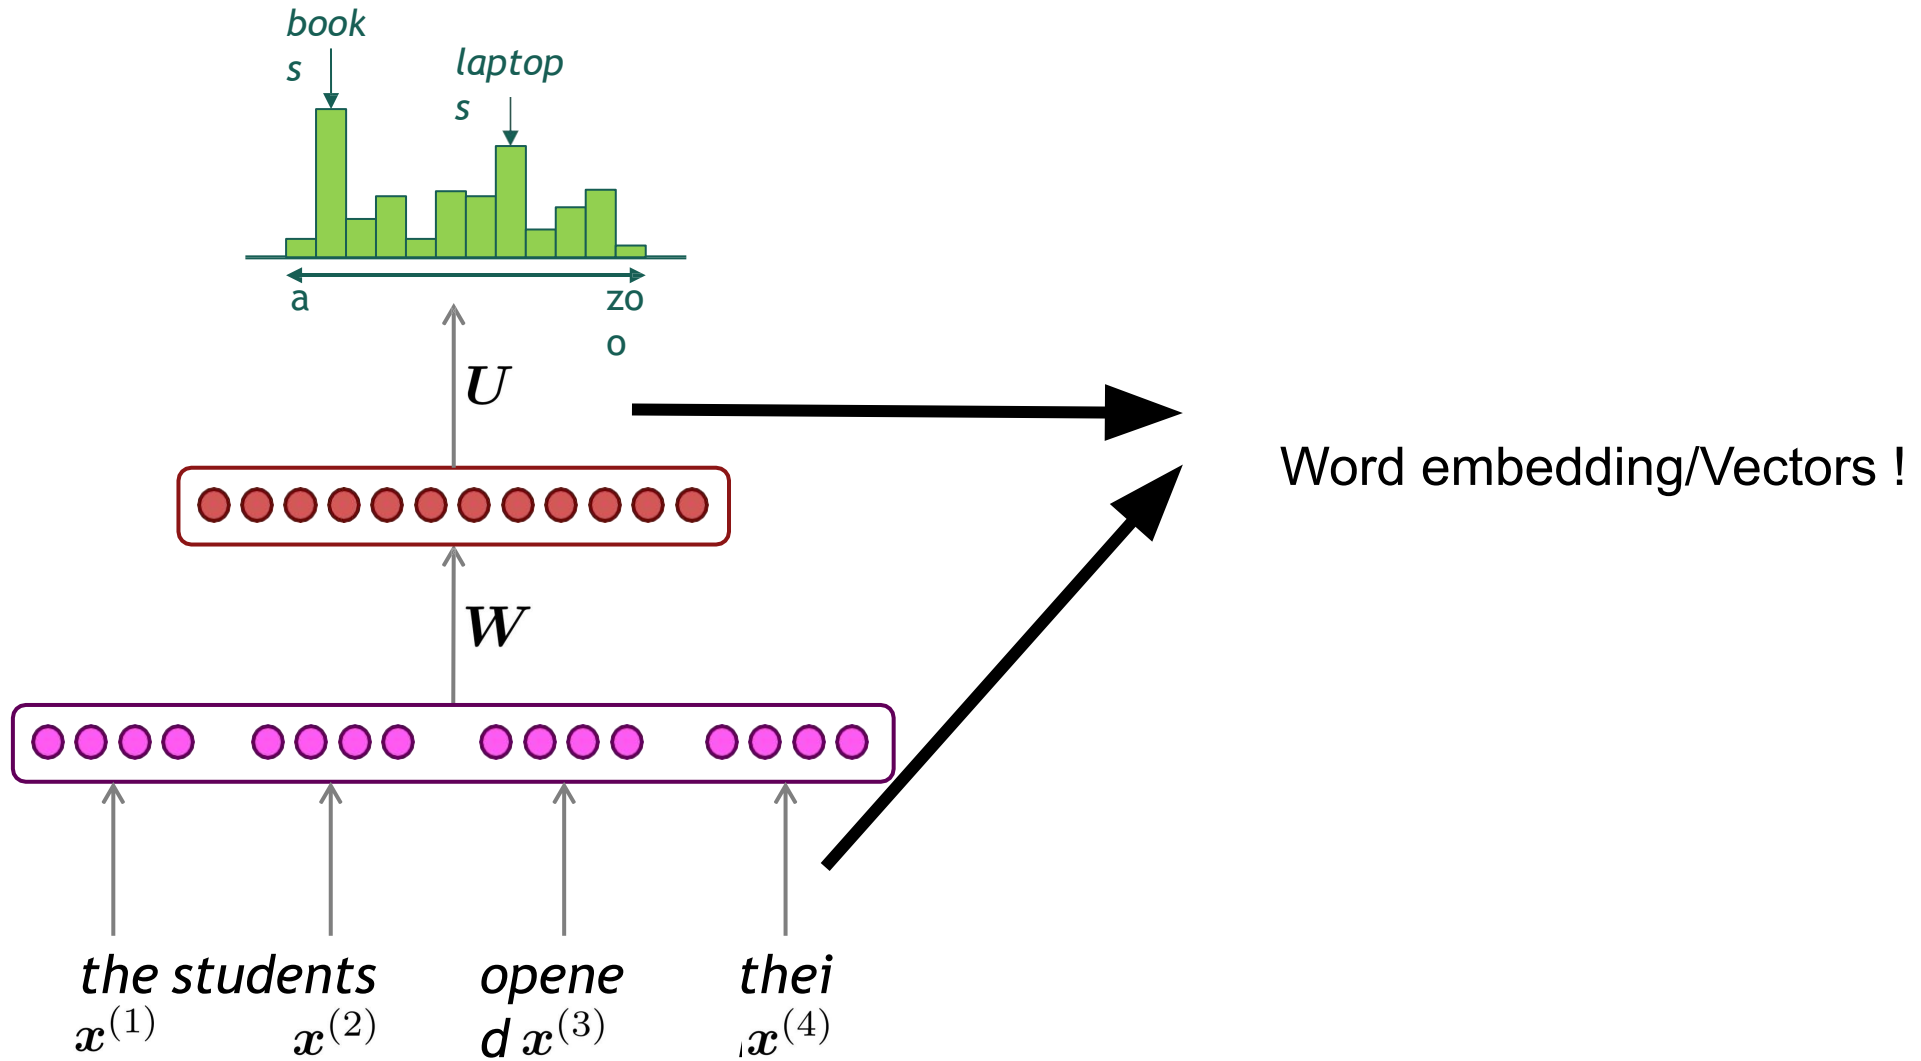 book
s
laptop
s
a
zo
o
U
Word embedding/Vectors !
W
the students opene thei
x(1) x(2) d x(3) x(4)